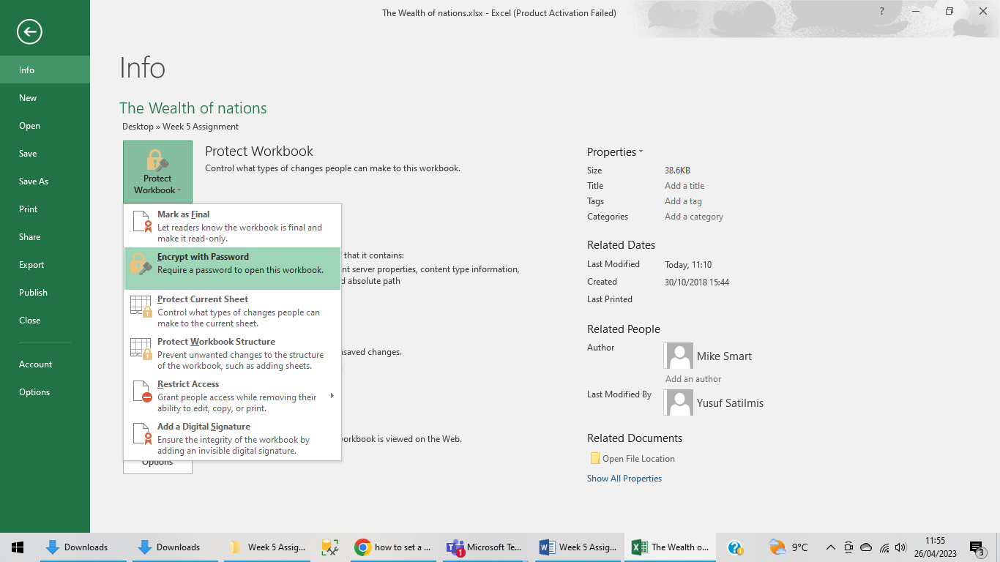 The Wealth of nations.xlsx - Excel (Product Activation Failed)
?
Info
New
Open
Save
Save As
Print
Share
Export
Publish
Close
Account
Options
Info
The Wealth of nations
Desktop » Week 5 Assignment
Protect Workbook
Protect Workbook
Control what types of changes people can make to this workbook.
Mark as Final
Let readers know the workbook is final and
make it read-only.
Encrypt with Password
Require a password to open this workbook.
Protect Current Sheet
Control what types of changes people can
make to the current sheet.
Protect Workbook Structure
Prevent unwanted changes to the structure
of the workbook, such as adding sheets.
Restrict Access
Grant people access while removing their
ability to edit, copy, or print.
Add a Digital Signature
Ensure the integrity of the workbook by
adding an invisible digital signature.
that it contains:
nt server properties, content type information,
d absolute path
nsaved changes.
workbook is viewed on the Web.
Options
Properties
Size 38.6KB
Title Add a title
Tags Add a tag
Categories Add a category
Related Dates
Last Modified Today, 11:10
Created 30/10/2018 15:44
Last Printed
Related People
Author Mike Smart
Add an author
Last Modified By Yusuf Satilmis
Related Documents
Open File Location
Show All Properties
Downloads
Downloads
Week 5 Assig...
how to set a ...
1 Microsoft Te...
Week 5 Assig...
The Wealth o...
9°C
11:55
26/04/2023
3